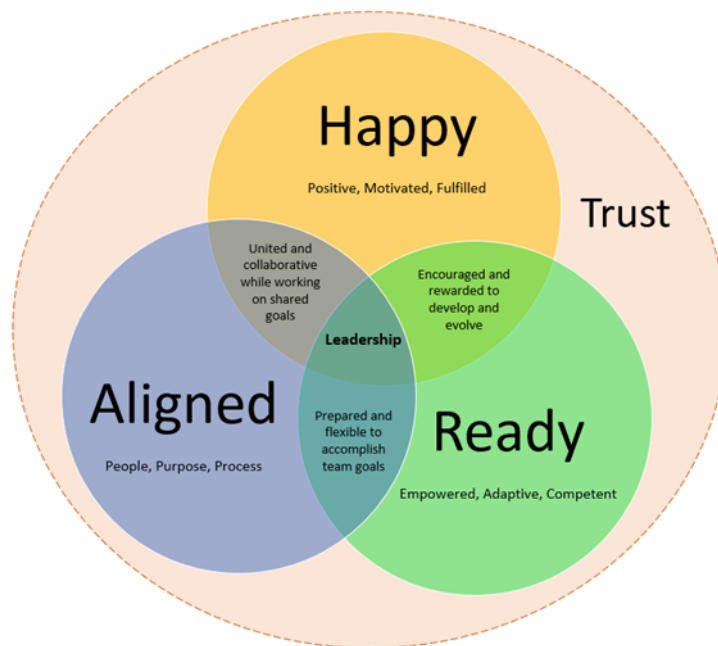 Happy
Positive, Motivated, Fulfilled
Trust
United and
collaborative
while working
on shared
goals
Encouraged and
rewarded to
develop and
evolve
Leadership
Aligned
People, Purpose, Process
Prepared and
flexible to
accomplish
team goals
Ready
Empowered, Adaptive, Competent